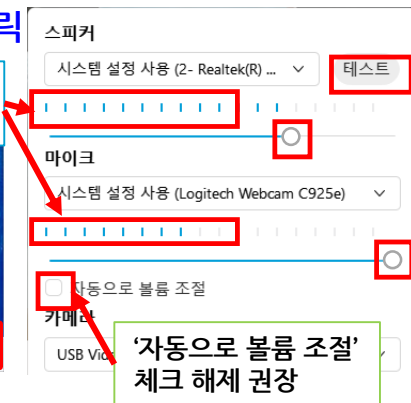 릭
스피커
시스템 설정 사용 (2- Realtek(R) ...
테스트
마이크
시스템 설정 사용 (Logitech Webcam C925e)
자동으로 볼륨 조절
카메라
USB
‘자동으로 볼륨 조절’
체크 해제 권장